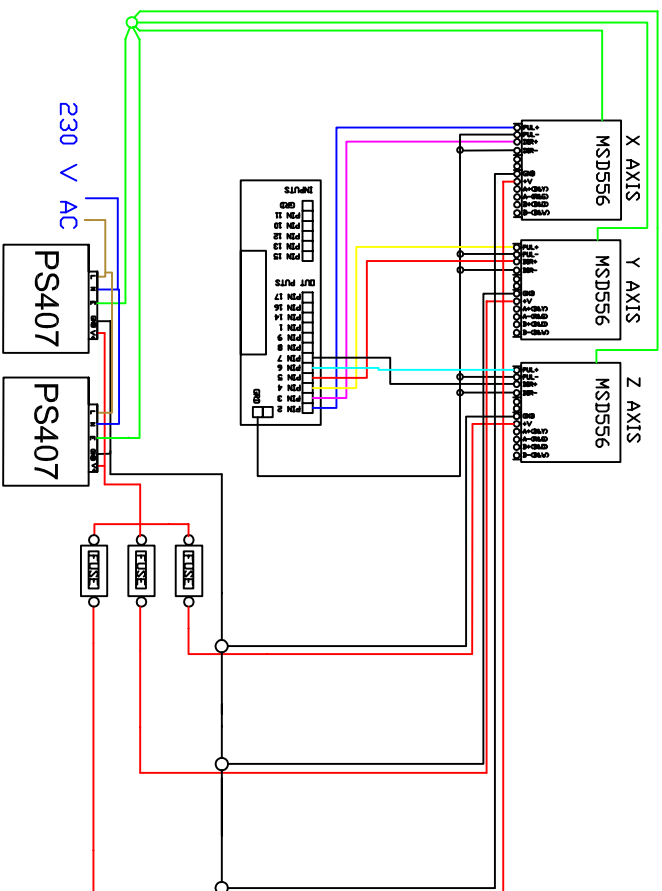 X AXIS
MSD556
PUL+
PUL-
DIR+
DIR-
GND
+V
Y AXIS
MSD556
PUL+
PUL-
DIR+
DIR-
GND
+V
Z AXIS
MSD556
PUL+
PUL-
DIR+
DIR-
GND
+V
INPUTS
GRD
PIN 11
PIN 10
PIN 12
PIN 13
PIN 15
OUT PUTS
PIN 17
PIN 16
PIN 14
PIN 1
PIN 9
PIN 8
PIN 7
PIN 6
PIN 5
PIN 4
PIN 3
PIN 2
GRD
230 V AC
PS407
L
N
E
V+
PS407
L
N
E
V+
FUSE
FUSE
FUSE